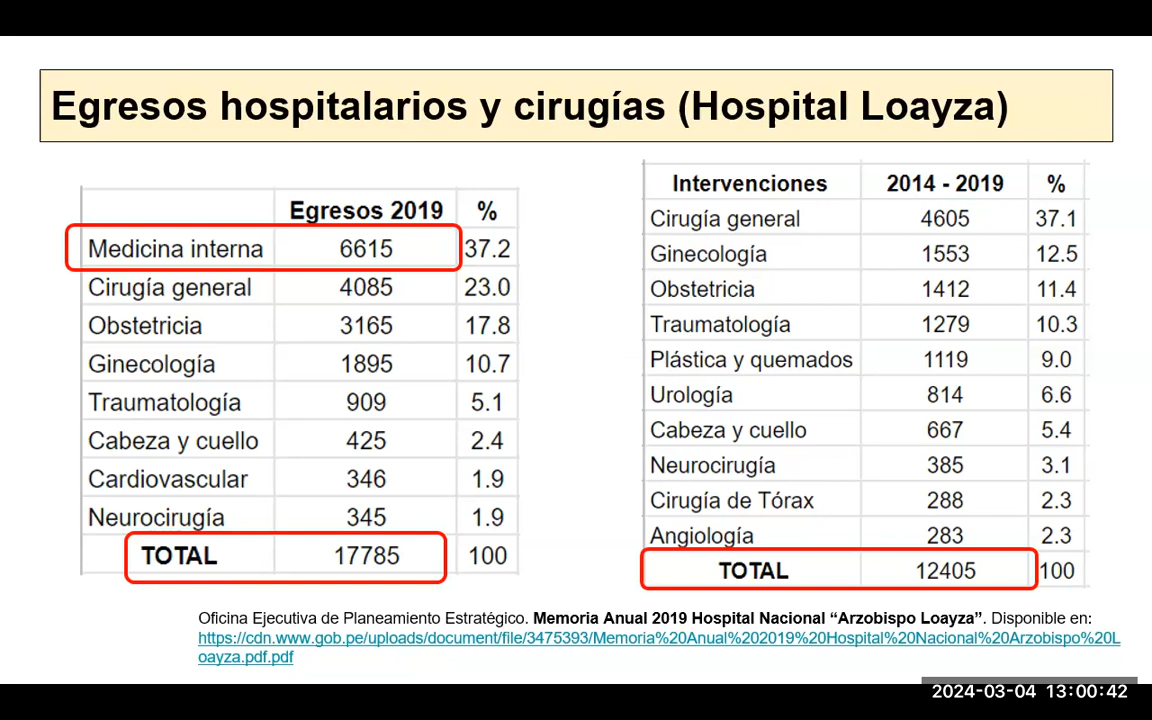 Egresos hospitalarios y cirugías (Hospital Loayza)
Egresos 2019 %
Medicina interna 6615 37.2
Cirugía general 4085 23.0
Obstetricia 3165 17.8
Ginecología 1895 10.7
Traumatología 909 5.1
Cabeza y cuello 425 2.4
Cardiovascular 346 1.9
Neurocirugía 345 1.9
TOTAL 17785 100
Intervenciones 2014 - 2019 %
Cirugía general 4605 37.1
Ginecología 1553 12.5
Obstetricia 1412 11.4
Traumatología 1279 10.3
Plástica y quemados 1119 9.0
Urología 814 6.6
Cabeza y cuello 667 5.4
Neurocirugía 385 3.1
Cirugía de Tórax 288 2.3
Angiología 283 2.3
TOTAL 12405 100
Oficina Ejecutiva de Planeamiento Estratégico. Memoria Anual 2019 Hospital Nacional “Arzobispo Loayza”. Disponible en:
https://cdn.www.gob.pe/uploads/document/file/3475393/Memoria%20Anual%202019%20Hospital%20Nacional%20Arzobispo%20L
oayza.pdf.pdf
2024-03-04 13:00:42